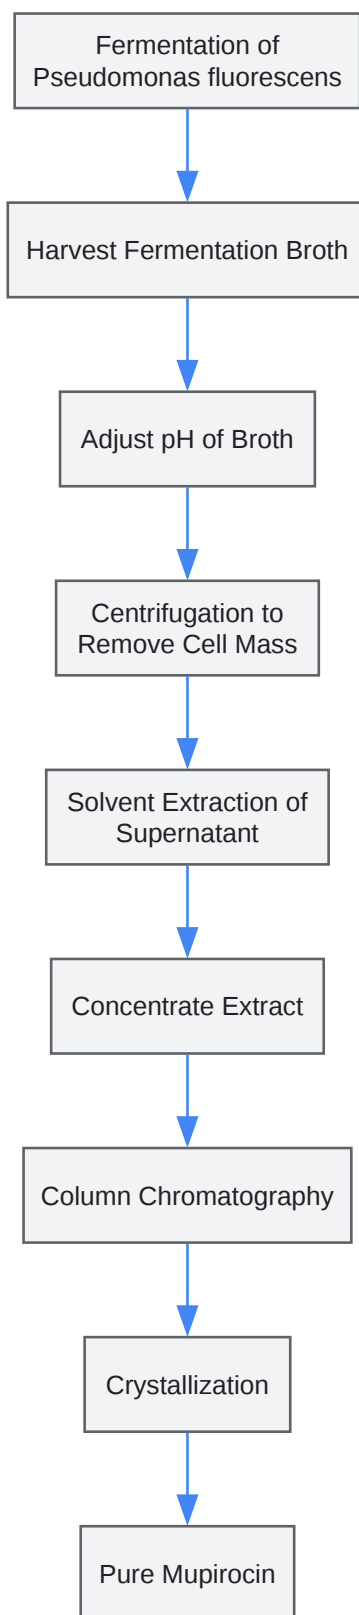 Fermentation of
Pseudomonas fluorescens
Harvest Fermentation Broth
Adjust pH of Broth
Centrifugation to
Remove Cell Mass
Solvent Extraction of
Supernatant
Concentrate Extract
Column Chromatography
Crystallization
Pure Mupirocin